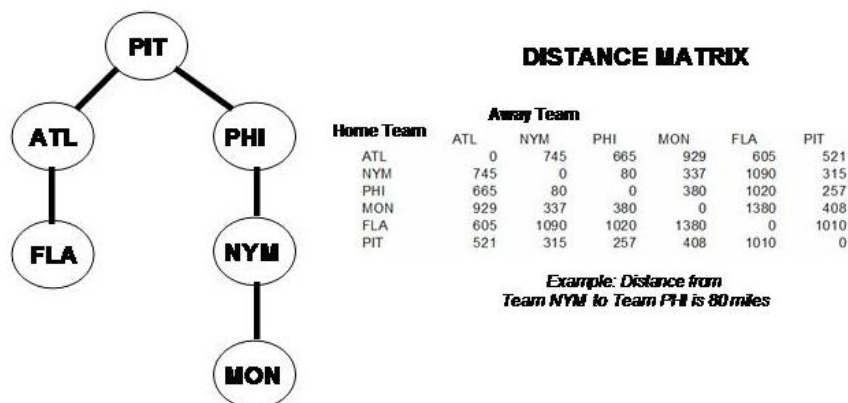 PIT
ATL
PHI
FLA
NYM
MON
DISTANCE MATRIX
Away Team
Home Team ATL NYM PHI MON FLA PIT
ATL 0 745 665 929 605 521
NYM 745 0 80 337 1090 315
PHI 665 80 0 380 1020 257
MON 929 337 380 0 1380 408
FLA 605 1090 1020 1380 0 1010
PIT 521 315 257 408 1010 0
Example: Distance from
Team NYM to Team PHI is 80 miles